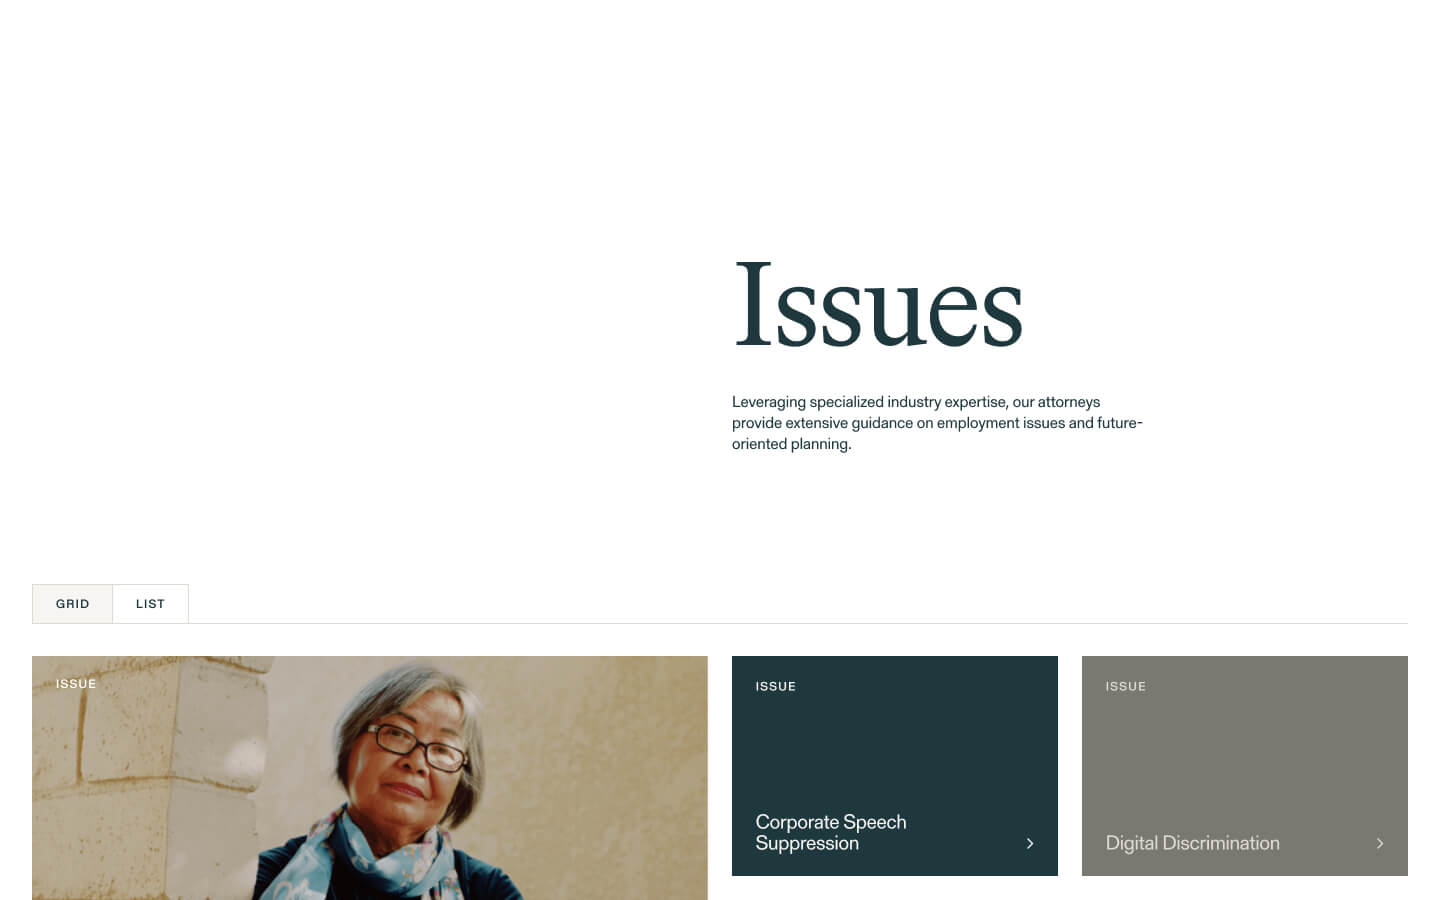 Issues
Leveraging specialized industry expertise, our attorneys
provide extensive guidance on employment issues and future-
oriented planning.
GRID
LIST
ISSUE
ISSUE
Corporate Speech
Suppression
ISSUE
Digital Discrimination